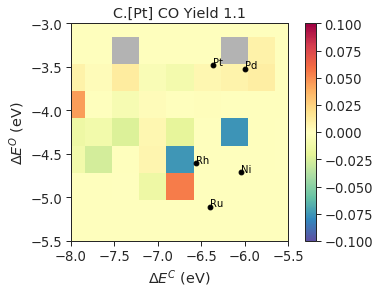 C.[Pt] CO Yield 1.1
−3.0
−3.5
−4.0
−4.5
−5.0
−5.5
ΔE^O (eV)
Pt
Pd
Rh
Ni
Ru
−8.0 −7.5 −7.0 −6.5 −6.0 −5.5
ΔE^C (eV)
0.100
0.075
0.050
0.025
0.000
−0.025
−0.050
−0.075
−0.100